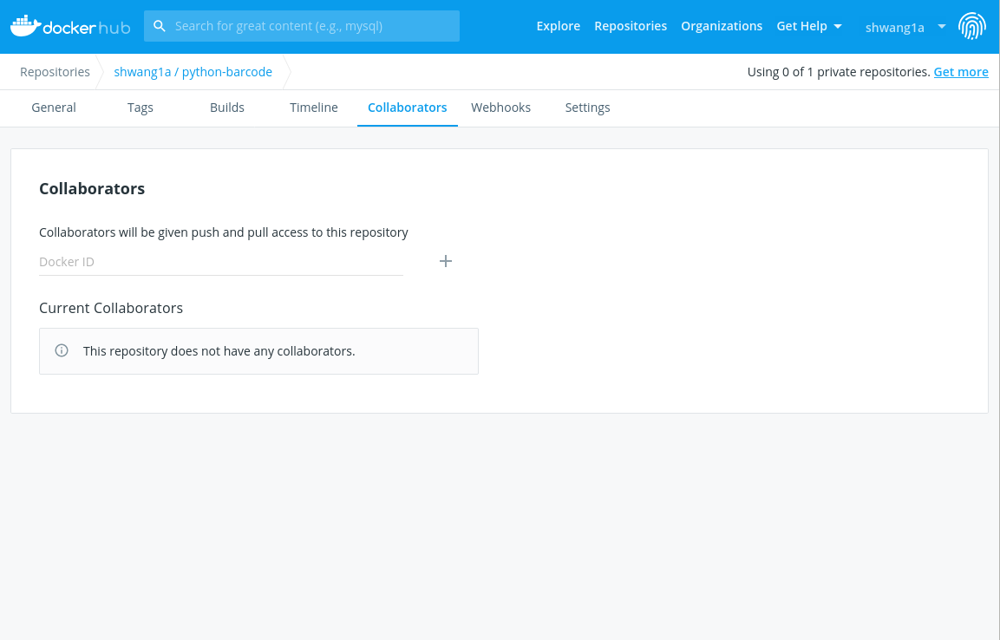 dockerhub Search for great content (e.g., mysql) Explore Repositories Organizations Get Help shwang1a
Repositories shwang1a / python-barcode Using 0 of 1 private repositories. Get more
General Tags Builds Timeline Collaborators Webhooks Settings
Collaborators
Collaborators will be given push and pull access to this repository
Docker ID
Current Collaborators
This repository does not have any collaborators.